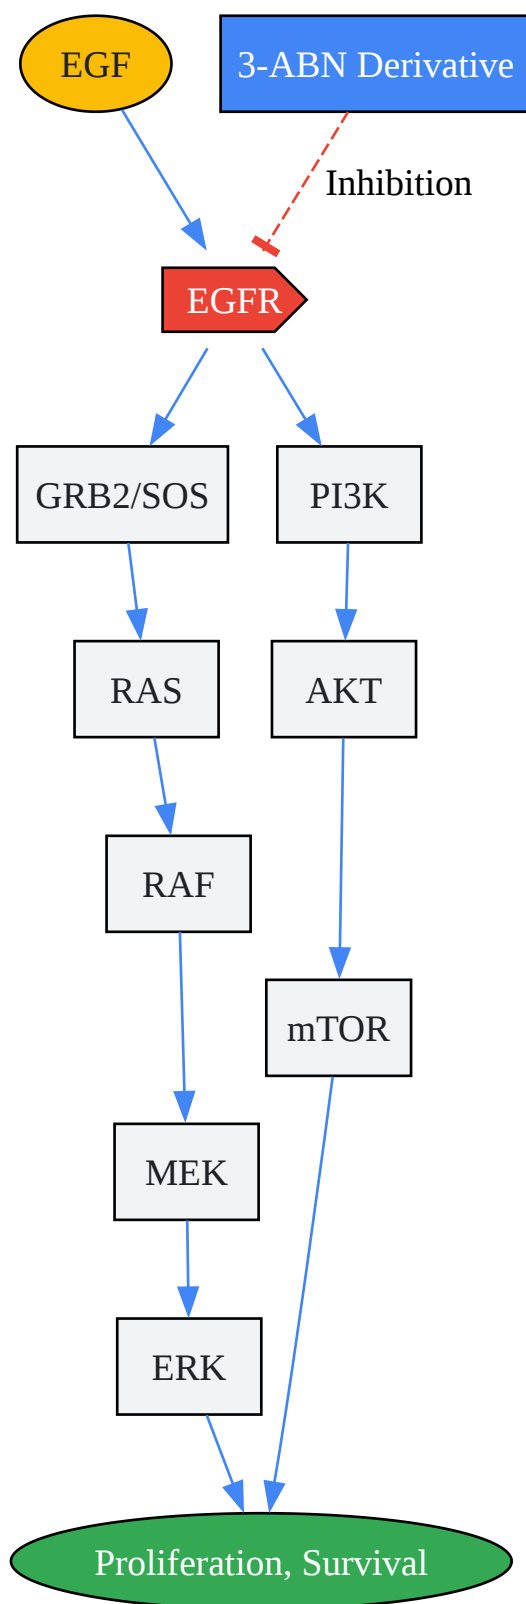 EGF
3-ABN Derivative
Inhibition
EGFR
GRB2/SOS
PI3K
RAS
AKT
RAF
mTOR
MEK
ERK
Proliferation, Survival